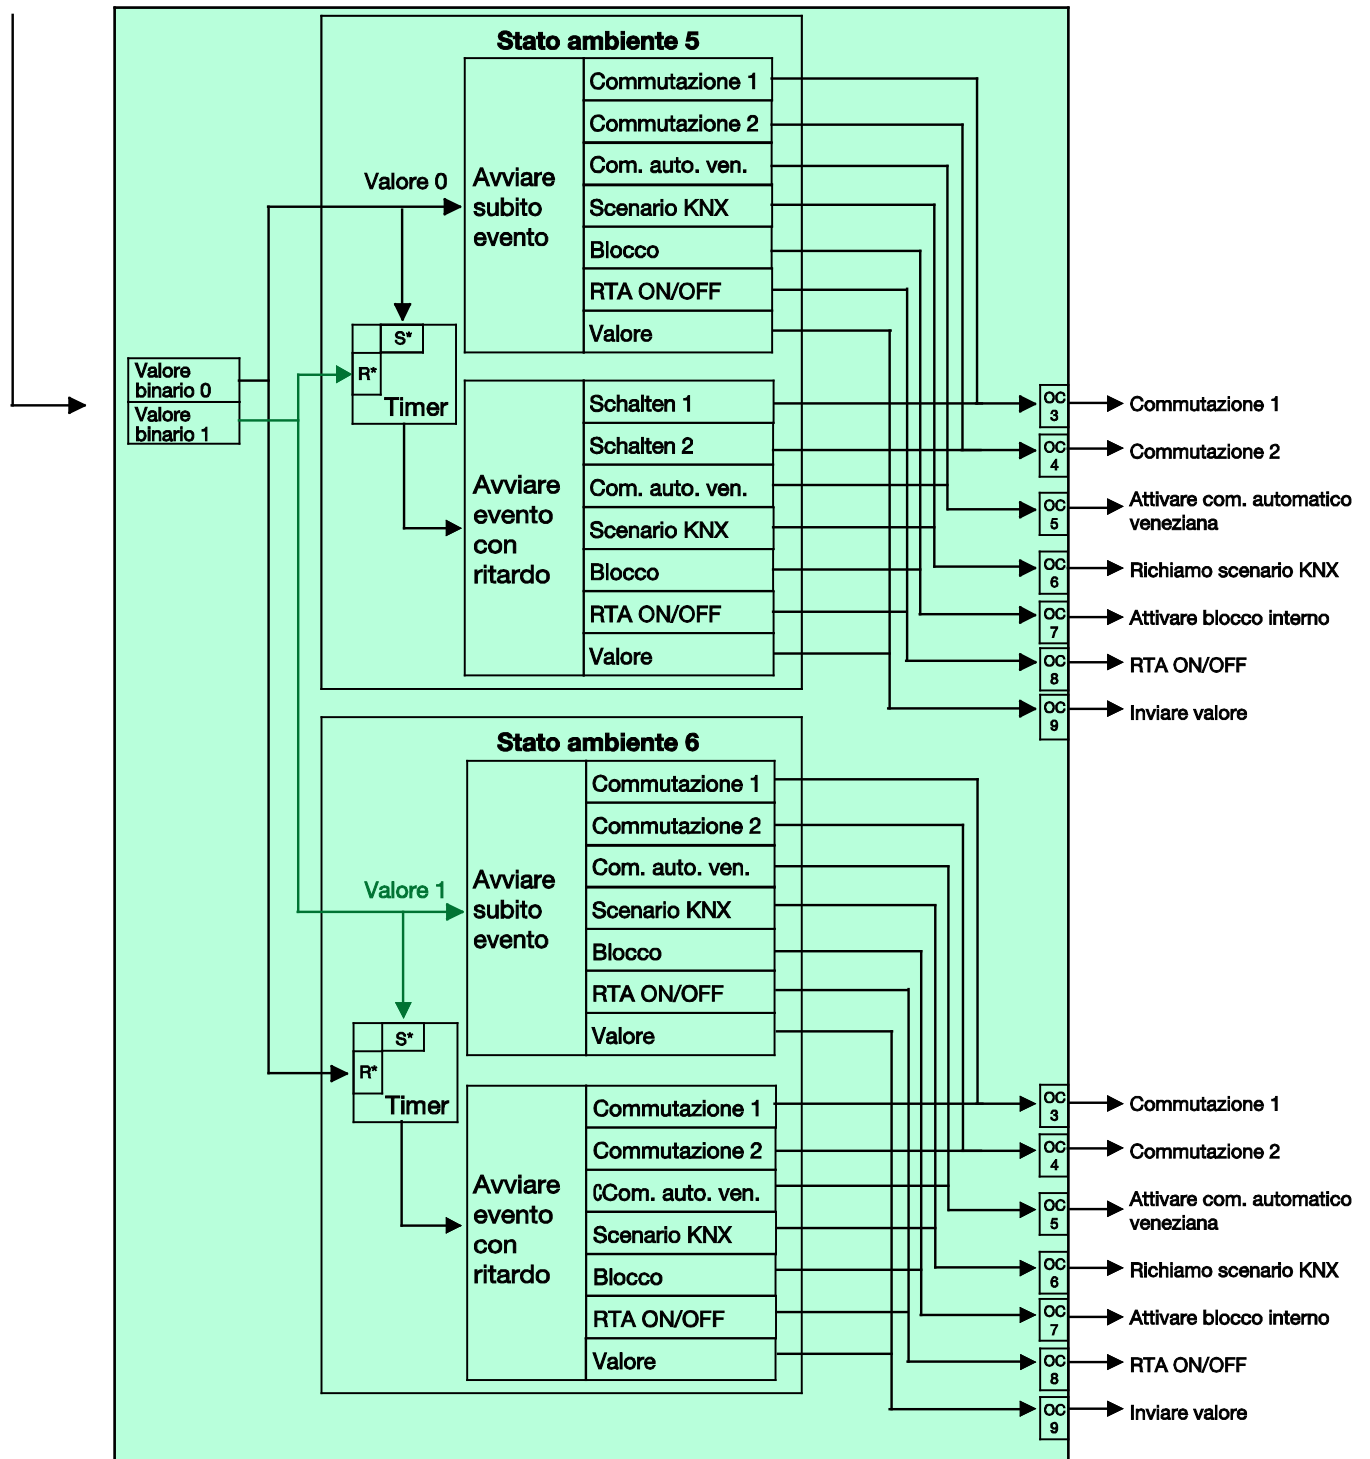 Stato ambiente 5
Commutazione 1
Commutazione 2
Com. auto. ven.
Scenario KNX
Blocco
RTA ON/OFF
Valore
Avviare
subito
evento
Valore 0
S*
R*
Timer
Valore
binario 0
Valore
binario 1
Schalten 1
Schalten 2
Com. auto. ven.
Scenario KNX
Blocco
RTA ON/OFF
Valore
Avviare
evento
con
ritardo
OC
3
Commutazione 1
OC
4
Commutazione 2
OC
5
Attivare com. automatico
veneziana
OC
6
Richiamo scenario KNX
OC
7
Attivare blocco interno
OC
8
RTA ON/OFF
OC
9
Inviare valore
Stato ambiente 6
Commutazione 1
Commutazione 2
Com. auto. ven.
Scenario KNX
Blocco
RTA ON/OFF
Valore
Avviare
subito
evento
Valore 1
S*
R*
Timer
Commutazione 1
Commutazione 2
CCom. auto. ven.
Scenario KNX
Blocco
RTA ON/OFF
Valore
Avviare
evento
con
ritardo
OC
3
Commutazione 1
OC
4
Commutazione 2
OC
5
Attivare com. automatico
veneziana
OC
6
Richiamo scenario KNX
OC
7
Attivare blocco interno
OC
8
RTA ON/OFF
OC
9
Inviare valore